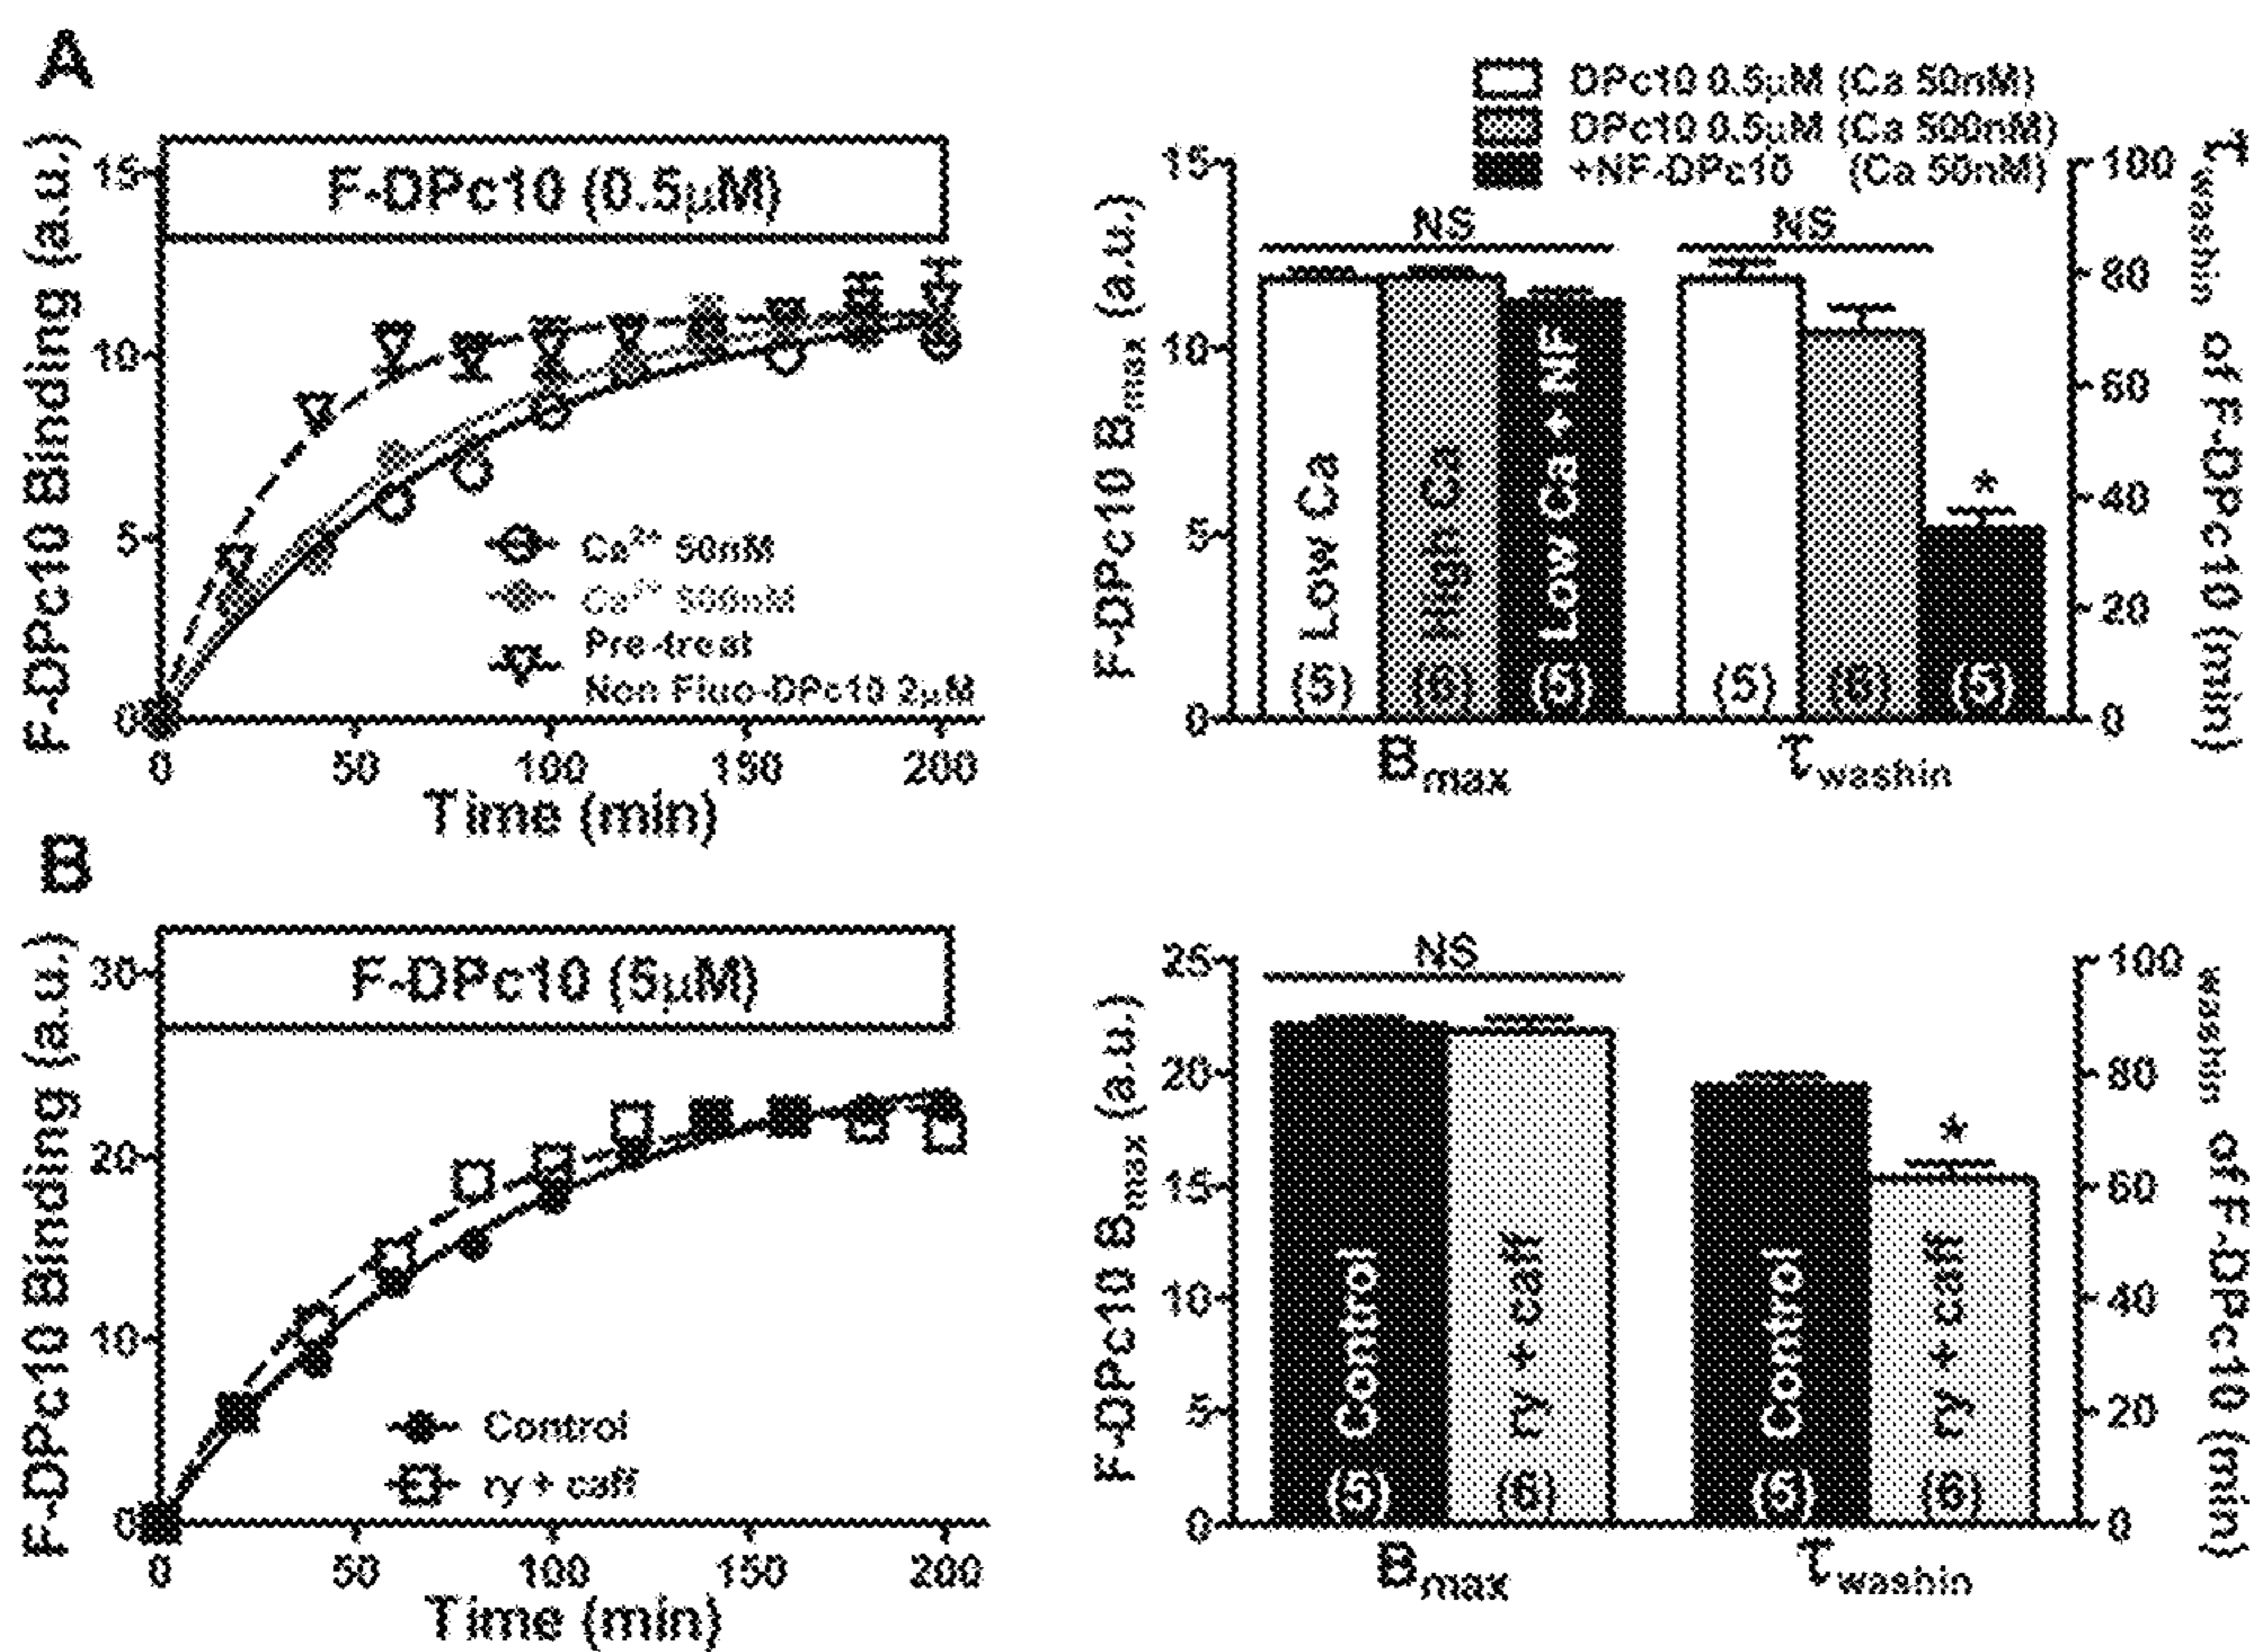 A
F-DPc10 (0.5µM)
F-DPc10 Binding (a.u.)
15
10
5
0
Ca²⁺ 50nM
Ca²⁺ 500nM
Pre-treat
Non Fluo-DPc10 2µM
0 50 100 150 200
Time (min)
DPc10 0.5µM (Ca 50nM)
DPc10 0.5µM (Ca 500nM)
+NF-DPc10 (Ca 50nM)
F-DPc10 Bmax (a.u.)
15
10
5
0
NS NS
*
Low Ca
High Ca
Low Ca + NF
(5) (6) (5) (5) (6) (5)
Bmax τwashin
100
80
60
40
20
0
τwashin of F-DPc10 (min)
B
F-DPc10 (5µM)
F-DPc10 Binding (a.u.)
30
20
10
0
Control
ry + caff
0 50 100 150 200
Time (min)
F-DPc10 Bmax (a.u.)
25
20
15
10
5
0
NS
*
Control
ry + caff
Control
ry + caff
(5) (6) (5) (6)
Bmax τwashin
100
80
60
40
20
0
washin of F-DPc10 (min)